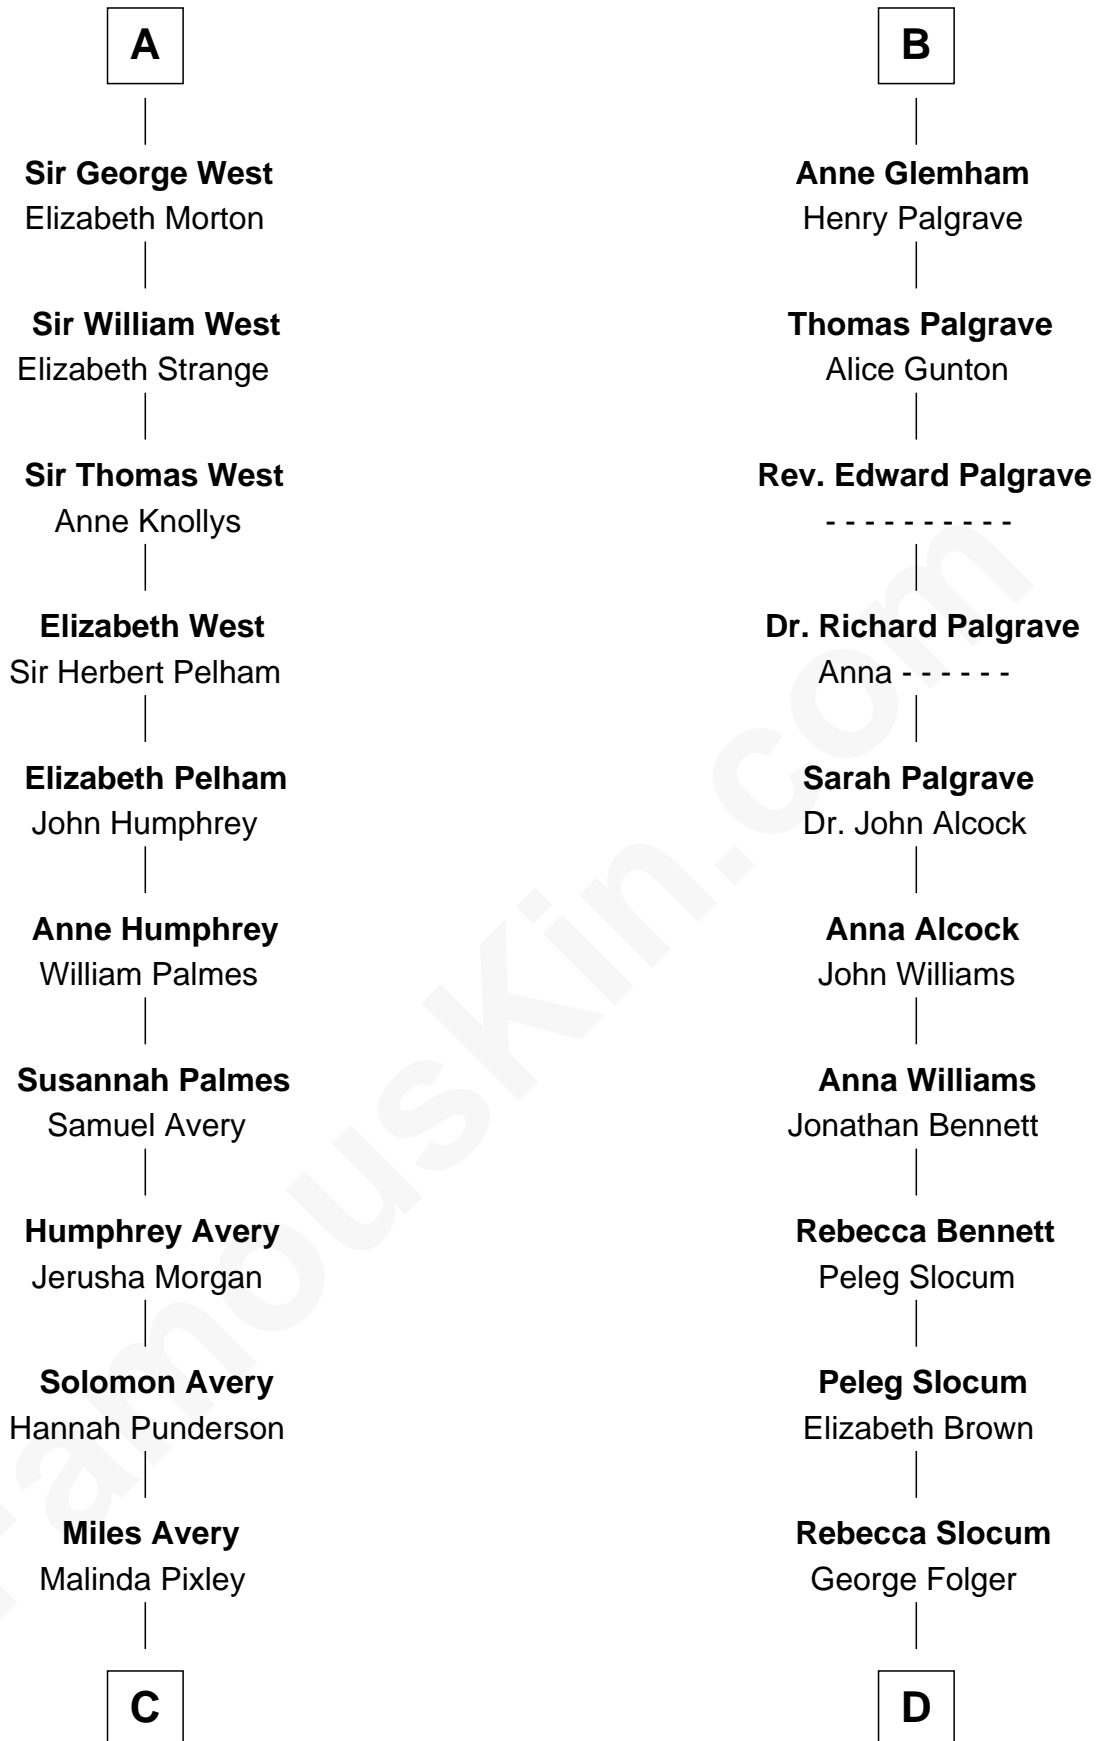 A
Sir George West
Elizabeth Morton
Sir William West
Elizabeth Strange
Sir Thomas West
Anne Knollys
Elizabeth West
Sir Herbert Pelham
Elizabeth Pelham
John Humphrey
Anne Humphrey
William Palmes
Susannah Palmes
Samuel Avery
Humphrey Avery
Jerusha Morgan
Solomon Avery
Hannah Punderson
Miles Avery
Malinda Pixley
C
B
Anne Glemham
Henry Palgrave
Thomas Palgrave
Alice Gunton
Rev. Edward Palgrave
- - - - - - - - - -
Dr. Richard Palgrave
Anna - - - - - -
Sarah Palgrave
Dr. John Alcock
Anna Alcock
John Williams
Anna Williams
Jonathan Bennett
Rebecca Bennett
Peleg Slocum
Peleg Slocum
Elizabeth Brown
Rebecca Slocum
George Folger
D
FamousKin.com